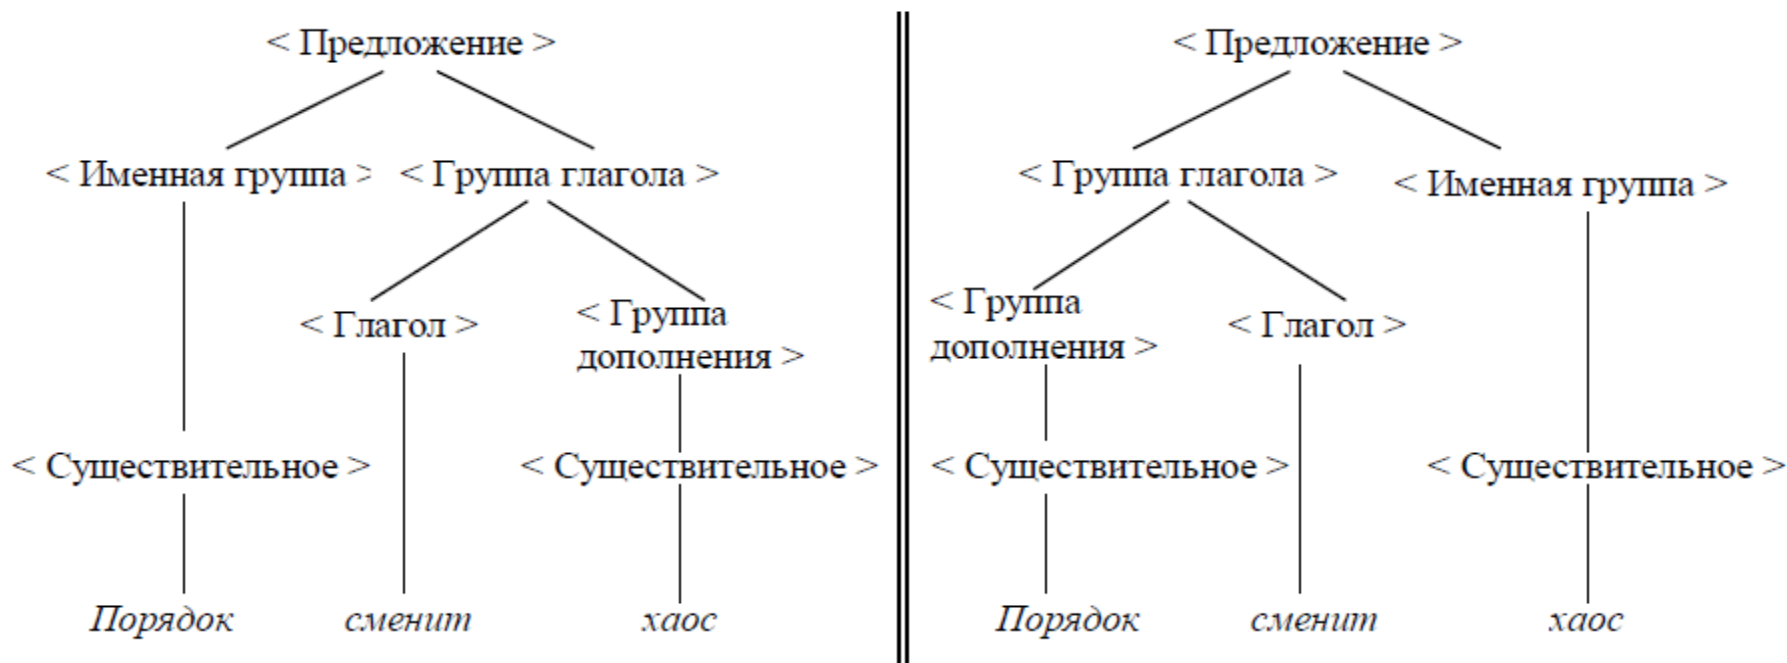 < Предложение >
< Именная группа > < Группа глагола >
< Глагол > < Группа
дополнения >
< Существительное > < Существительное >
Порядок сменит хаос
< Предложение >
< Группа глагола > < Именная группа >
< Группа
дополнения > < Глагол >
< Существительное > < Существительное >
Порядок сменит хаос